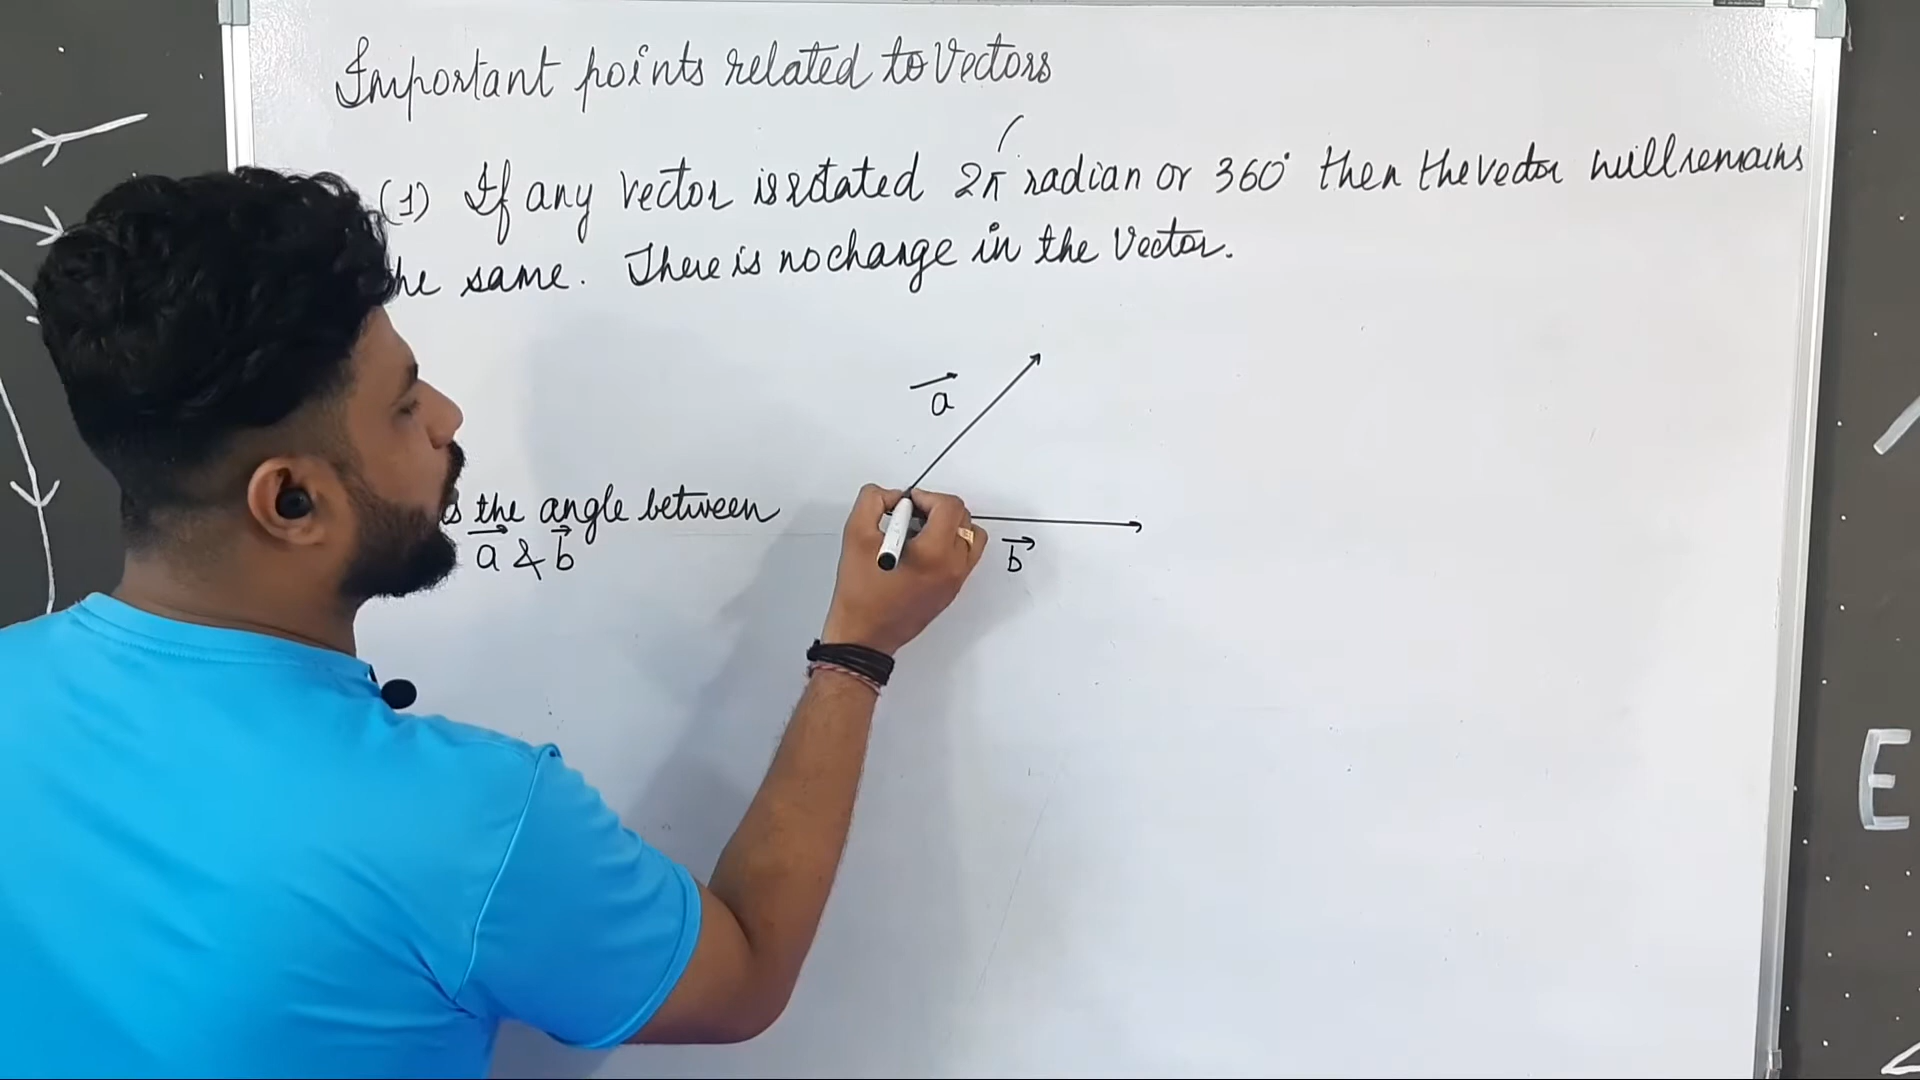 Important points related to Vectors
(1) If any vector is rotated 2π radian or 360° then the vector will remains
he same. There is no change in the Vector.
a⃗
s the angle between
a⃗ & b⃗
b⃗
E